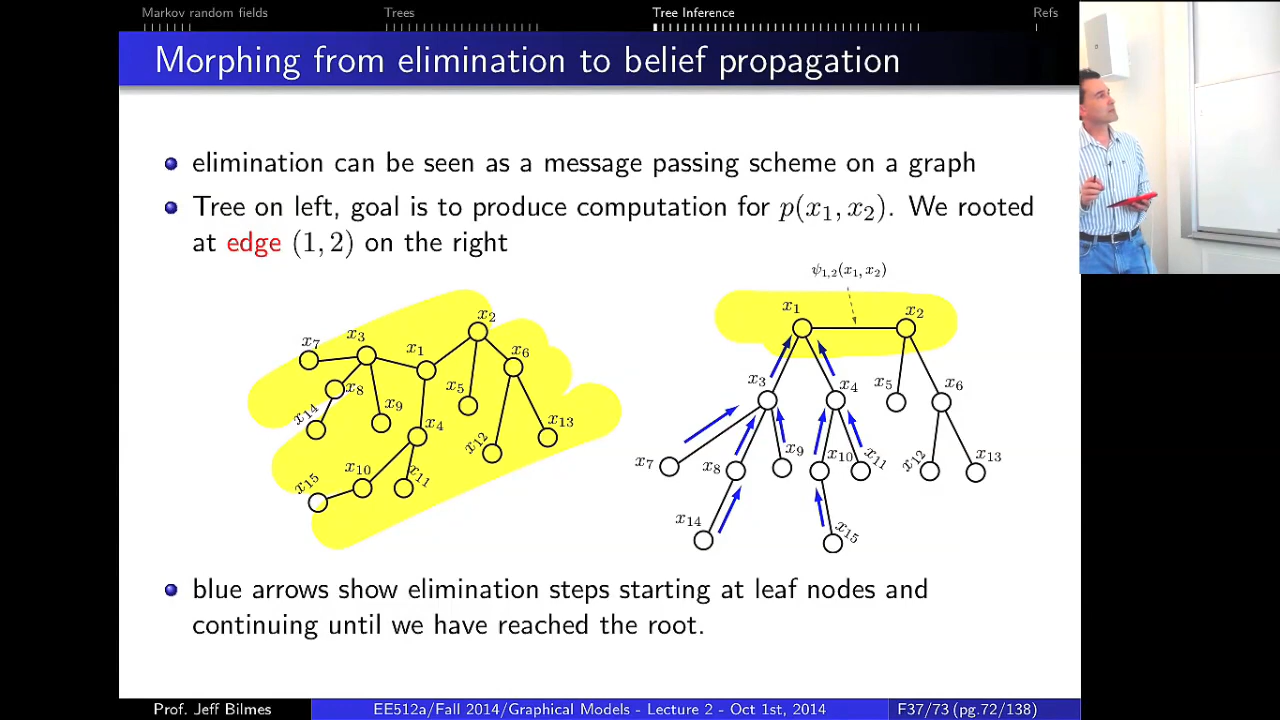 Markov random fields Trees Tree Inference Refs
Morphing from elimination to belief propagation
elimination can be seen as a message passing scheme on a graph
Tree on left, goal is to produce computation for p(x₁, x₂). We rooted
at edge (1, 2) on the right
ψ₁,₂(x₁, x₂)
x₇ x₃ x₁ x₂ x₆
x₈ x₅
x₁₄ x₉ x₄ x₁₂ x₁₃
x₁₅ x₁₀ x₁₁
x₁ x₂
x₃ x₄ x₅ x₆
x₇ x₈ x₉ x₁₀ x₁₁ x₁₂ x₁₃
x₁₄ x₁₅
blue arrows show elimination steps starting at leaf nodes and
continuing until we have reached the root.
Prof. Jeff Bilmes EE512a/Fall 2014/Graphical Models - Lecture 2 - Oct 1st, 2014 F37/73 (pg.72/138)